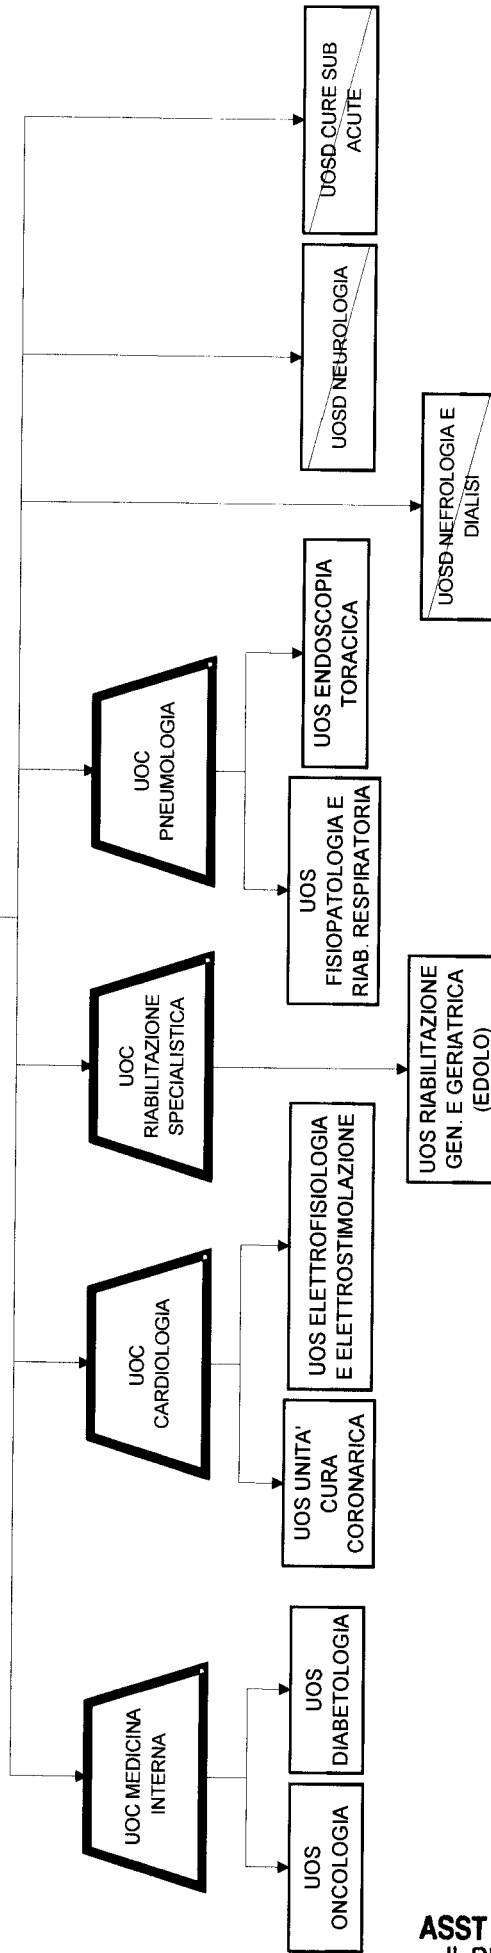 UOC MEDICINA
INTERNA
UOS
ONCOLOGIA
UOS
DIABETOLOGIA
UOC
CARDIOLOGIA
UOS UNITA'
CURA
CORONARICA
UOS ELETTROFISIOLOGIA
E ELETTROSTIMOLAZIONE
UOC
RIABILITAZIONE
SPECIALISTICA
UOS RIABILITAZIONE
GEN. E GERIATRICA
(EDOLO)
UOC
PNEUMOLOGIA
UOS
FISIOPATOLOGIA E
RIAB. RESPIRATORIA
UOS ENDOSCOPIA
TORACICA
UOSD NEFROLOGIA E
DIALISI
UOSD NEUROLOGIA
UOSD CURE SUB
ACUTE
ASST